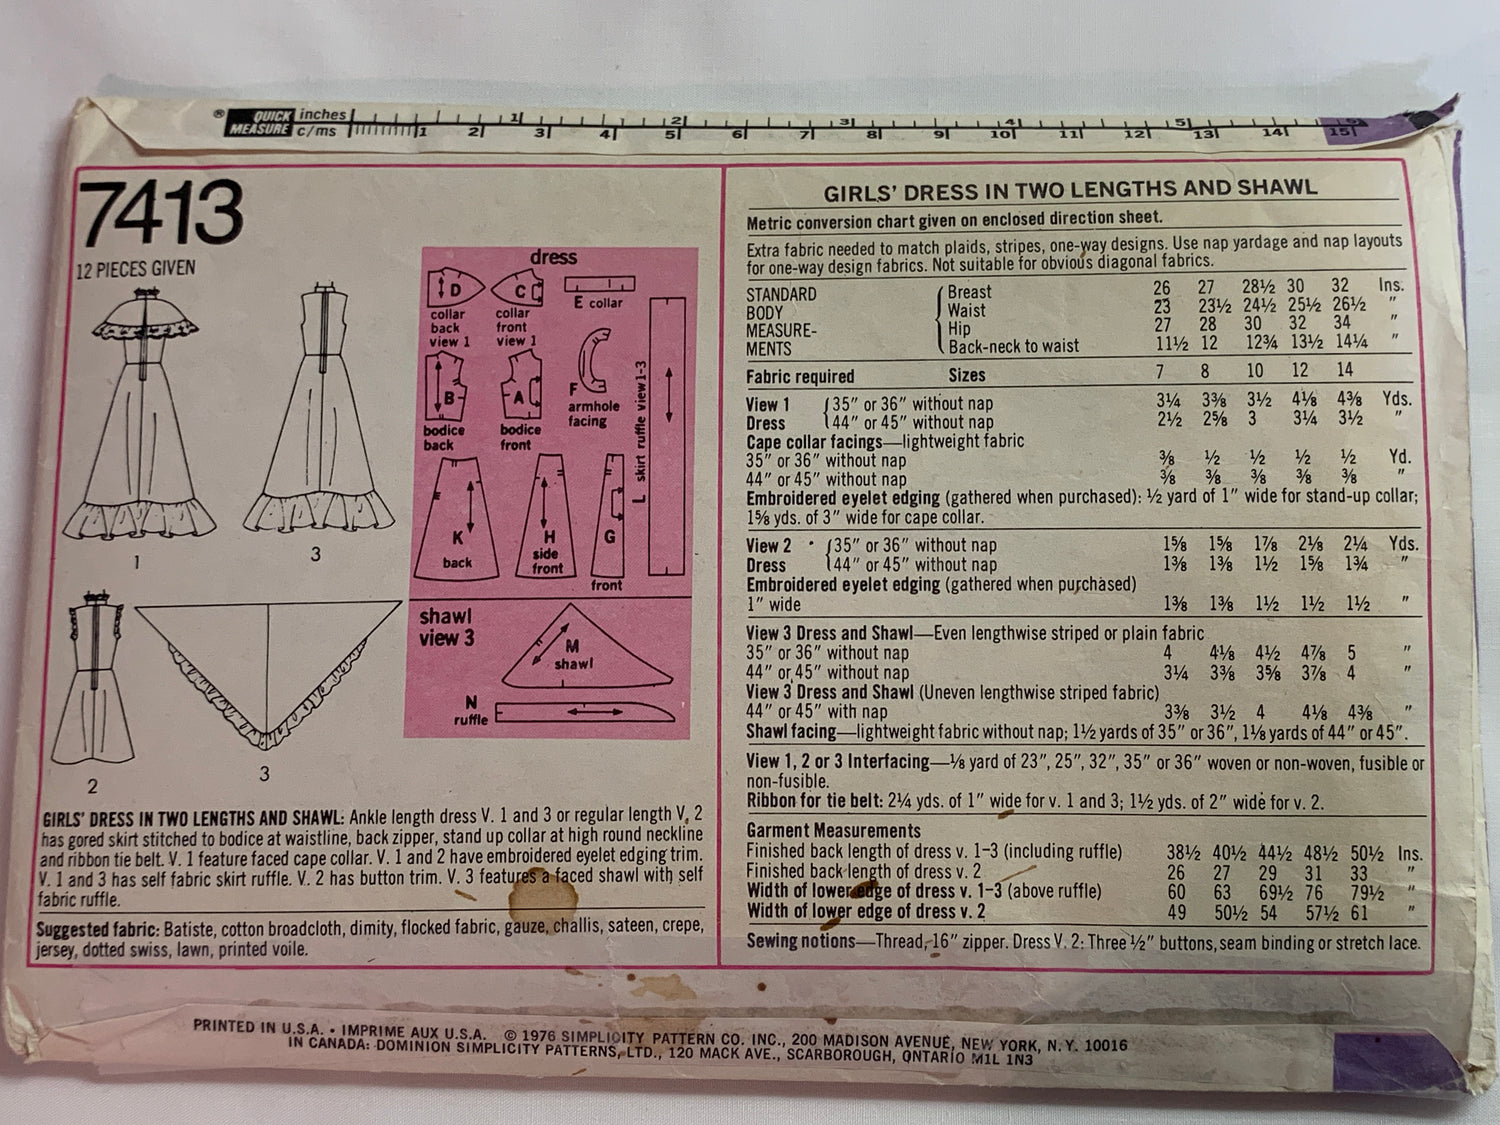 ® QUICK MEASURE inches
c/ms
1 2 3 4 5 6
1 2 3 4 5 6 7 8 9 10 11 12 13 14 15
7413
12 PIECES GIVEN
1
3
2
3
dress
D
collar
back
view 1
C
collar
front
view 1
E collar
B
bodice
back
A
bodice
front
F
armhole
facing
L skirt ruffle view1-3
K
back
H
side
front
G
front
shawl
view 3
M
shawl
N
ruffle
GIRLS' DRESS IN TWO LENGTHS AND SHAWL: Ankle length dress V. 1 and 3 or regular length V. 2
has gored skirt stitched to bodice at waistline, back zipper, stand up collar at high round neckline
and ribbon tie belt. V. 1 feature faced cape collar. V. 1 and 2 have embroidered eyelet edging trim.
V. 1 and 3 has self fabric skirt ruffle. V. 2 has button trim. V. 3 features a faced shawl with self
fabric ruffle.
Suggested fabric: Batiste, cotton broadcloth, dimity, flocked fabric, gauze, challis, sateen, crepe,
jersey, dotted swiss, lawn, printed voile.
GIRLS' DRESS IN TWO LENGTHS AND SHAWL
Metric conversion chart given on enclosed direction sheet.
Extra fabric needed to match plaids, stripes, one-way designs. Use nap yardage and nap layouts
for one-way design fabrics. Not suitable for obvious diagonal fabrics.
STANDARD Breast 26 27 28½ 30 32 Ins.
BODY Waist 23 23½ 24½ 25½ 26½ "
MEASURE- Hip 27 28 30 32 34 "
MENTS Back-neck to waist 11½ 12 12¾ 13½ 14¼ "
Fabric required Sizes 7 8 10 12 14
View 1 35" or 36" without nap 3¼ 3⅜ 3½ 4⅛ 4⅜ Yds.
Dress 44" or 45" without nap 2½ 2⅝ 3 3¼ 3½ "
Cape collar facings—lightweight fabric
35" or 36" without nap ⅜ ½ ½ ½ ½ Yd.
44" or 45" without nap ⅜ ⅜ ⅜ ⅜ ⅜ "
Embroidered eyelet edging (gathered when purchased): ½ yard of 1" wide for stand-up collar;
1⅝ yds. of 3" wide for cape collar.
View 2 35" or 36" without nap 1⅝ 1⅝ 1⅞ 2⅛ 2¼ Yds.
Dress 44" or 45" without nap 1⅜ 1⅜ 1½ 1⅝ 1¾ "
Embroidered eyelet edging (gathered when purchased)
1" wide 1⅜ 1⅜ 1½ 1½ 1½ "
View 3 Dress and Shawl—Even lengthwise striped or plain fabric
35" or 36" without nap 4 4⅛ 4½ 4⅞ 5 "
44" or 45" without nap 3¼ 3⅜ 3⅝ 3⅞ 4 "
View 3 Dress and Shawl (Uneven lengthwise striped fabric)
44" or 45" with nap 3⅜ 3½ 4 4⅛ 4⅜ "
Shawl facing—lightweight fabric without nap; 1½ yards of 35" or 36", 1⅛ yards of 44" or 45".
View 1, 2 or 3 Interfacing—⅛ yard of 23", 25", 32", 35" or 36" woven or non-woven, fusible or
non-fusible.
Ribbon for tie belt: 2¼ yds. of 1" wide for v. 1 and 3; 1½ yds. of 2" wide for v. 2.
Garment Measurements
Finished back length of dress v. 1-3 (including ruffle) 38½ 40½ 44½ 48½ 50½ Ins.
Finished back length of dress v. 2 26 27 29 31 33 "
Width of lower edge of dress v. 1-3 (above ruffle) 60 63 69½ 76 79½ "
Width of lower edge of dress v. 2 49 50½ 54 57½ 61 "
Sewing notions—Thread, 16" zipper. Dress V. 2: Three ½" buttons, seam binding or stretch lace.
PRINTED IN U.S.A. • IMPRIME AUX U.S.A. © 1976 SIMPLICITY PATTERN CO. INC., 200 MADISON AVENUE, NEW YORK, N.Y. 10016
IN CANADA: DOMINION SIMPLICITY PATTERNS, LTD., 120 MACK AVE., SCARBOROUGH, ONTARIO M1L 1N3